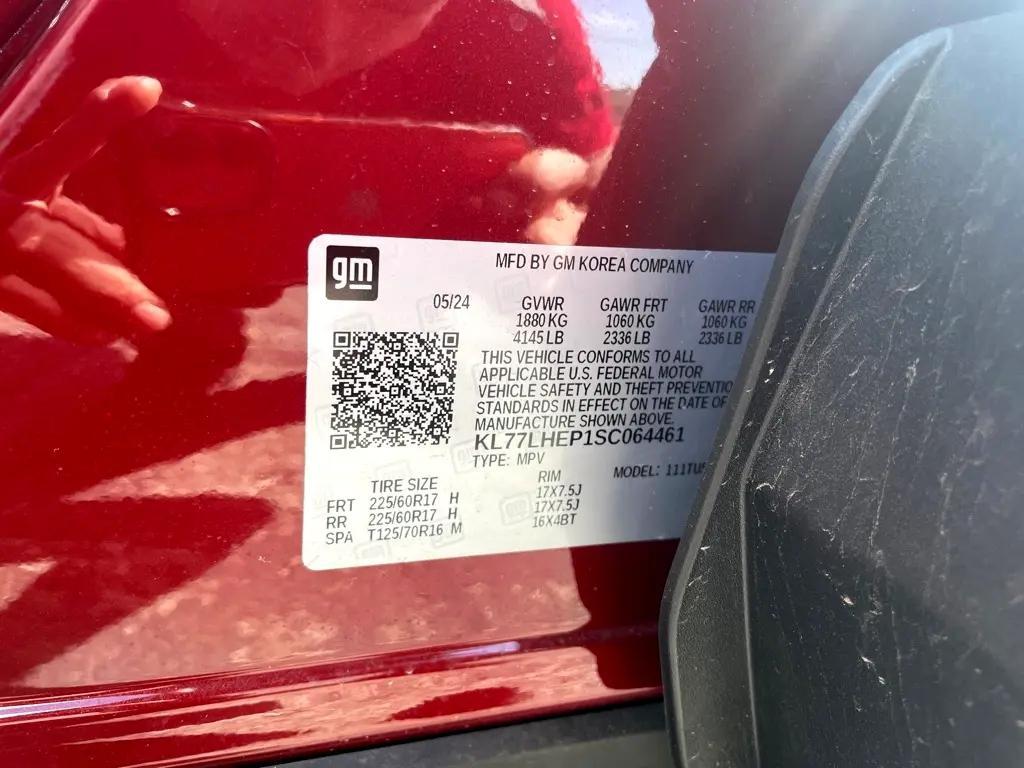 gm
MFD BY GM KOREA COMPANY
05/24 GVWR GAWR FRT GAWR RR
1880 KG 1060 KG 1060 KG
4145 LB 2336 LB 2336 LB
THIS VEHICLE CONFORMS TO ALL
APPLICABLE U.S. FEDERAL MOTOR
VEHICLE SAFETY AND THEFT PREVENTIO
STANDARDS IN EFFECT ON THE DATE OF
MANUFACTURE SHOWN ABOVE.
KL77LHEP1SC064461
TYPE: MPV MODEL:
TIRE SIZE RIM
FRT 225/60R17 H 17X7.5J
RR 225/60R17 H 17X7.5J
SPA T125/70R16 M 16X4BT